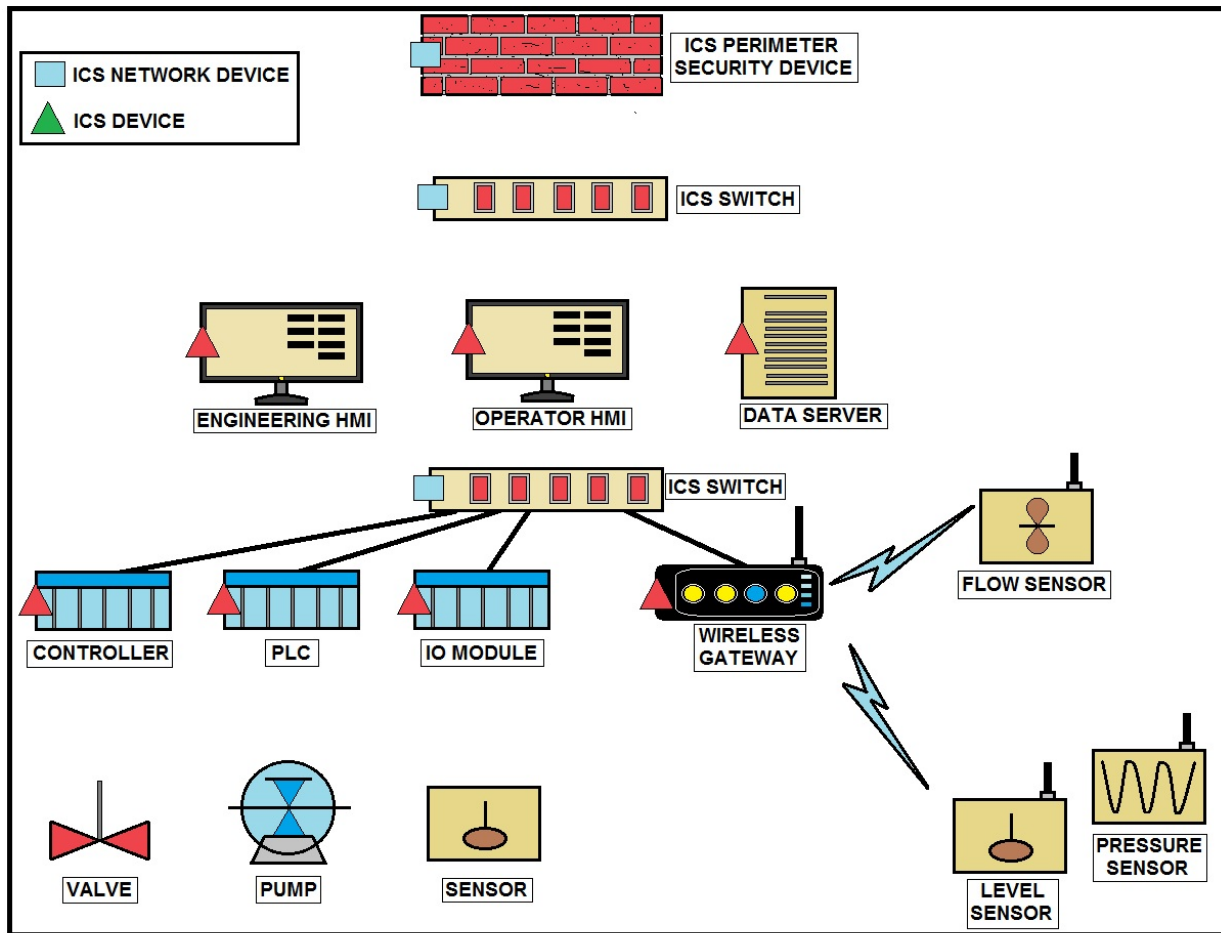 ICS PERIMETER
SECURITY DEVICE
ICS NETWORK DEVICE
ICS DEVICE
ICS SWITCH
ENGINEERING HMI
OPERATOR HMI
DATA SERVER
ICS SWITCH
FLOW SENSOR
CONTROLLER
PLC
IO MODULE
WIRELESS
GATEWAY
VALVE
PUMP
SENSOR
LEVEL
SENSOR
PRESSURE
SENSOR